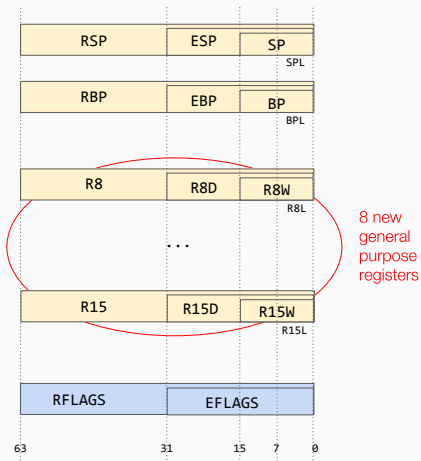 RSP ESP SP
SPL
RBP EBP BP
BPL
R8 R8D R8W
R8L
8 new
general
purpose
registers
...
R15 R15D R15W
R15L
RFLAGS EFLAGS
63 31 15 7 0